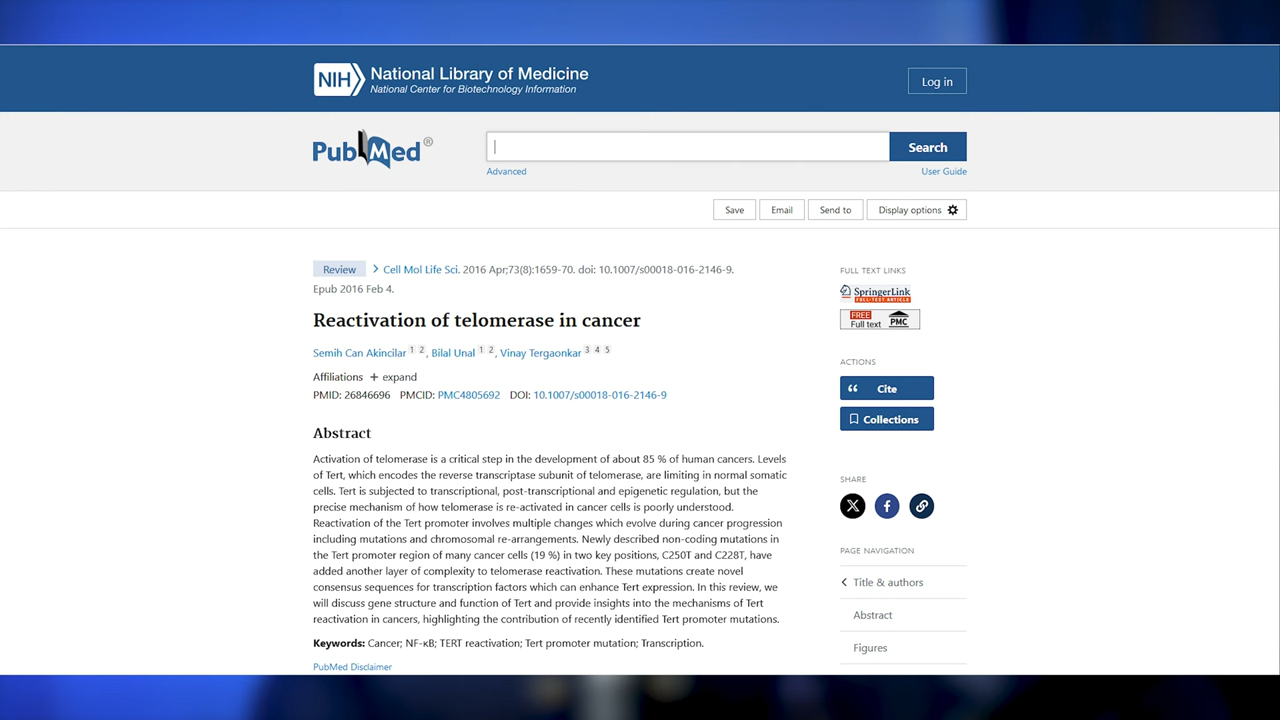 NIH National Library of Medicine
National Center for Biotechnology Information
Log in
PubMed®
Search
Advanced
User Guide
Save
Email
Send to
Display options
Review
Cell Mol Life Sci. 2016 Apr;73(8):1659-70. doi: 10.1007/s00018-016-2146-9.
Epub 2016 Feb 4.
Reactivation of telomerase in cancer
Semih Can Akincilar 1 2, Bilal Unal 1 2, Vinay Tergaonkar 3 4 5
Affiliations + expand
PMID: 26846696 PMCID: PMC4805692 DOI: 10.1007/s00018-016-2146-9
Abstract
Activation of telomerase is a critical step in the development of about 85 % of human cancers. Levels
of Tert, which encodes the reverse transcriptase subunit of telomerase, are limiting in normal somatic
cells. Tert is subjected to transcriptional, post-transcriptional and epigenetic regulation, but the
precise mechanism of how telomerase is re-activated in cancer cells is poorly understood.
Reactivation of the Tert promoter involves multiple changes which evolve during cancer progression
including mutations and chromosomal re-arrangements. Newly described non-coding mutations in
the Tert promoter region of many cancer cells (19 %) in two key positions, C250T and C228T, have
added another layer of complexity to telomerase reactivation. These mutations create novel
consensus sequences for transcription factors which can enhance Tert expression. In this review, we
will discuss gene structure and function of Tert and provide insights into the mechanisms of Tert
reactivation in cancers, highlighting the contribution of recently identified Tert promoter mutations.
Keywords: Cancer; NF-κB; TERT reactivation; Tert promoter mutation; Transcription.
PubMed Disclaimer
FULL TEXT LINKS
SpringerLink
FULL-TEXT ARTICLE
FREE
Full text PMC
ACTIONS
Cite
Collections
SHARE
PAGE NAVIGATION
Title & authors
Abstract
Figures